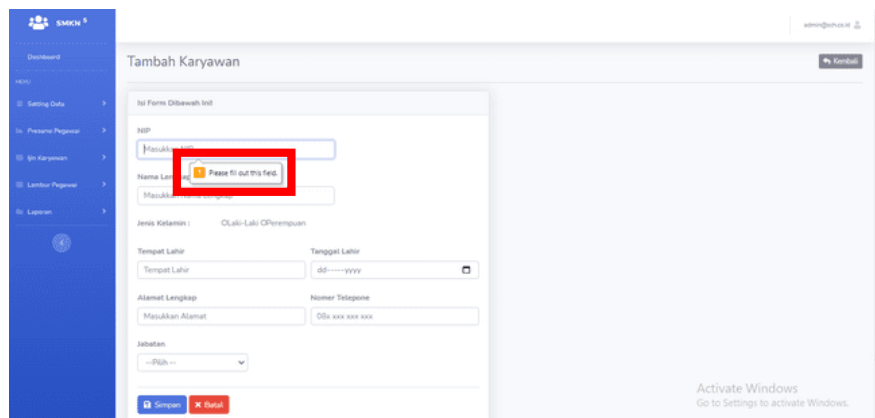 SMKN 5
admin@sch.co.id
Dashboard
Tambah Karyawan
Kembali
MENU
Setting Data
Isi Form Dibawah Ini!
Presensi Pegawai
NIP
Masukkan NIP
Ijin Karyawan
Please fill out this field.
Nama Lengkap
Lembur Pegawai
Masukkan Nama Lengkap
Laporan
Jenis Kelamin :
Laki-Laki Perempuan
Tempat Lahir
Tanggal Lahir
Tempat Lahir
dd-----yyyy
Alamat Lengkap
Nomer Telepone
Masukkan Alamat
08x xxx xxx xxx
Jabatan
--Pilih --
Simpan
Batal
Activate Windows
Go to Settings to activate Windows.